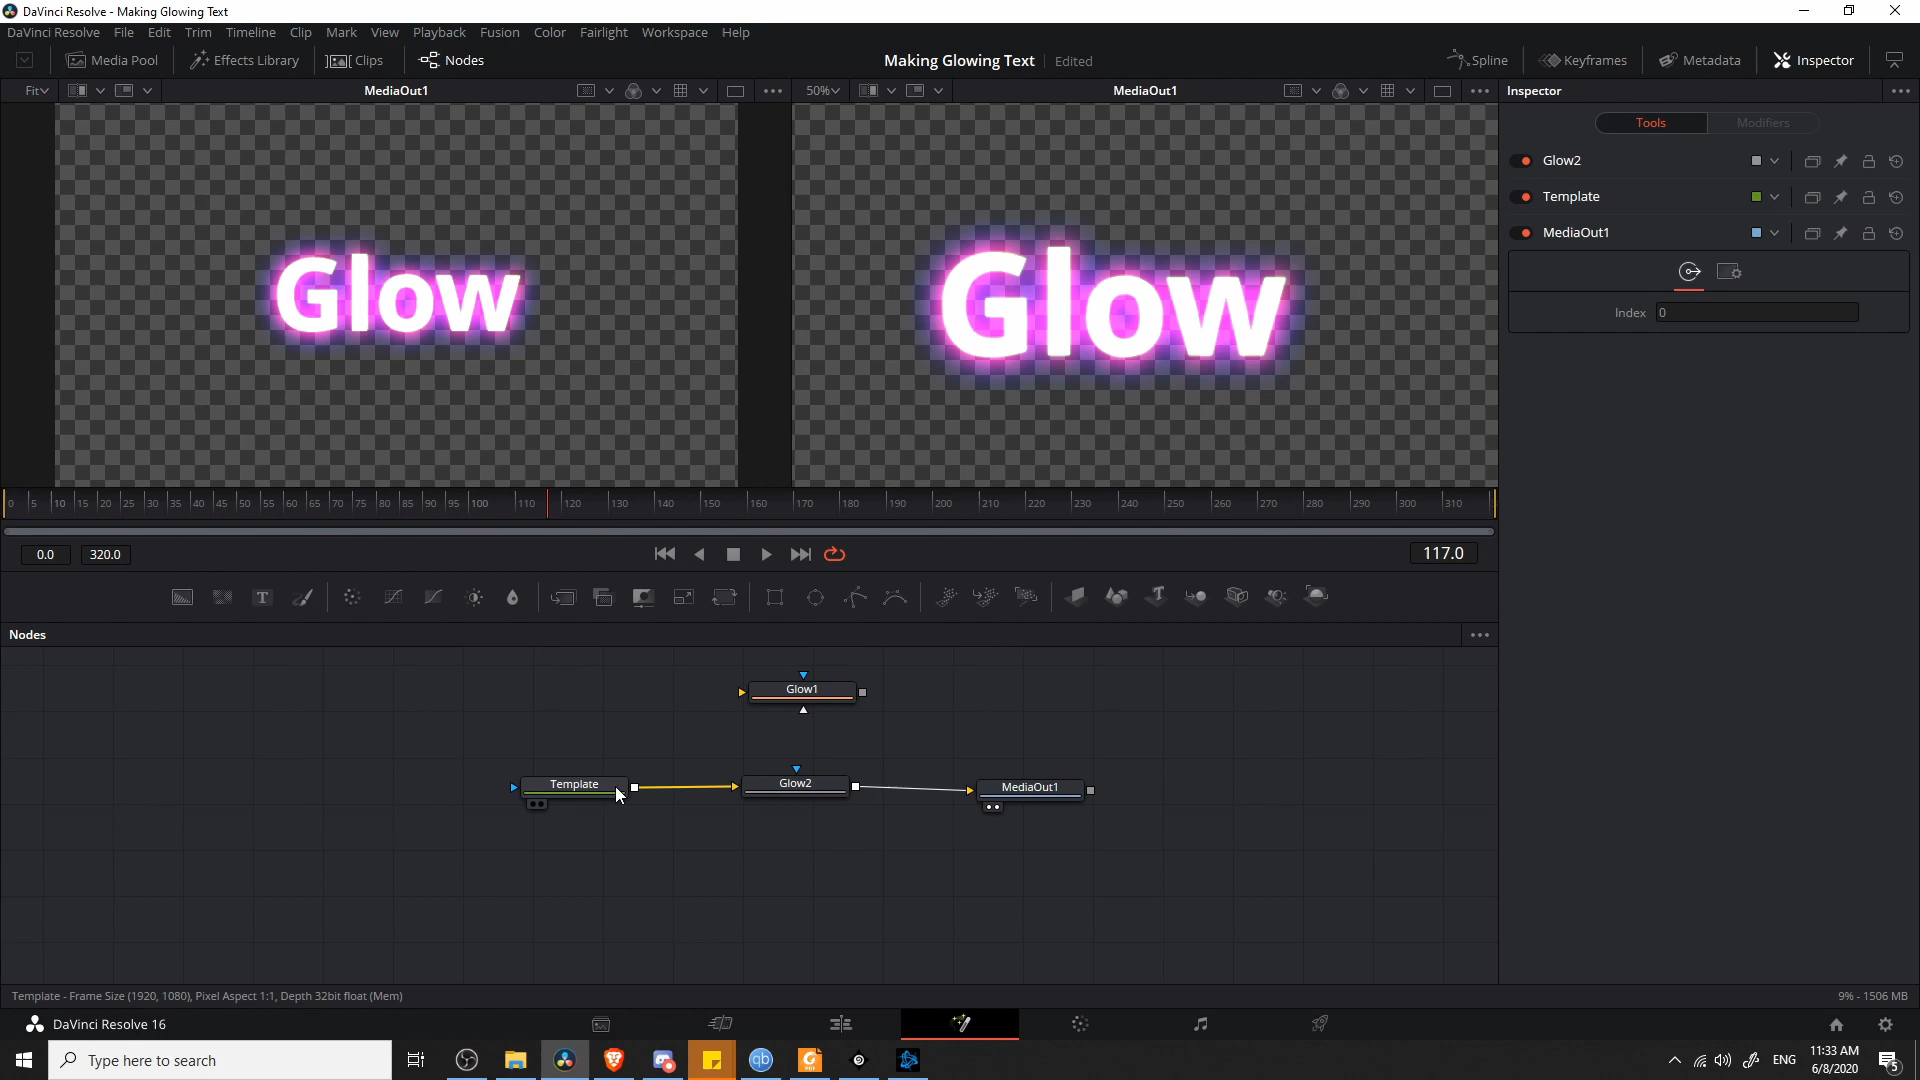 DaVinci Resolve - Making Glowing Text
DaVinci Resolve File Edit Trim Timeline Clip Mark View Playback Fusion Color Fairlight Workspace Help
Media Pool Effects Library Clips Nodes Making Glowing Text Edited Spline Keyframes Metadata Inspector
Fit MediaOut1 50% MediaOut1 Inspector
Tools Modifiers
Glow2
Template
MediaOut1
Index 0
Glow Glow
0 5 10 15 20 25 30 35 40 45 50 55 60 65 70 75 80 85 90 95 100 110 120 130 140 150 160 170 180 190 200 210 220 230 240 250 260 270 280 290 300 310
0.0 320.0 117.0
T
Nodes
Glow1
Template Glow2 MediaOut1
Template - Frame Size (1920, 1080), Pixel Aspect 1:1, Depth 32bit float (Mem) 9% - 1506 MB
DaVinci Resolve 16
Type here to search qb PDF ENG 11:33 AM
6/8/2020 5